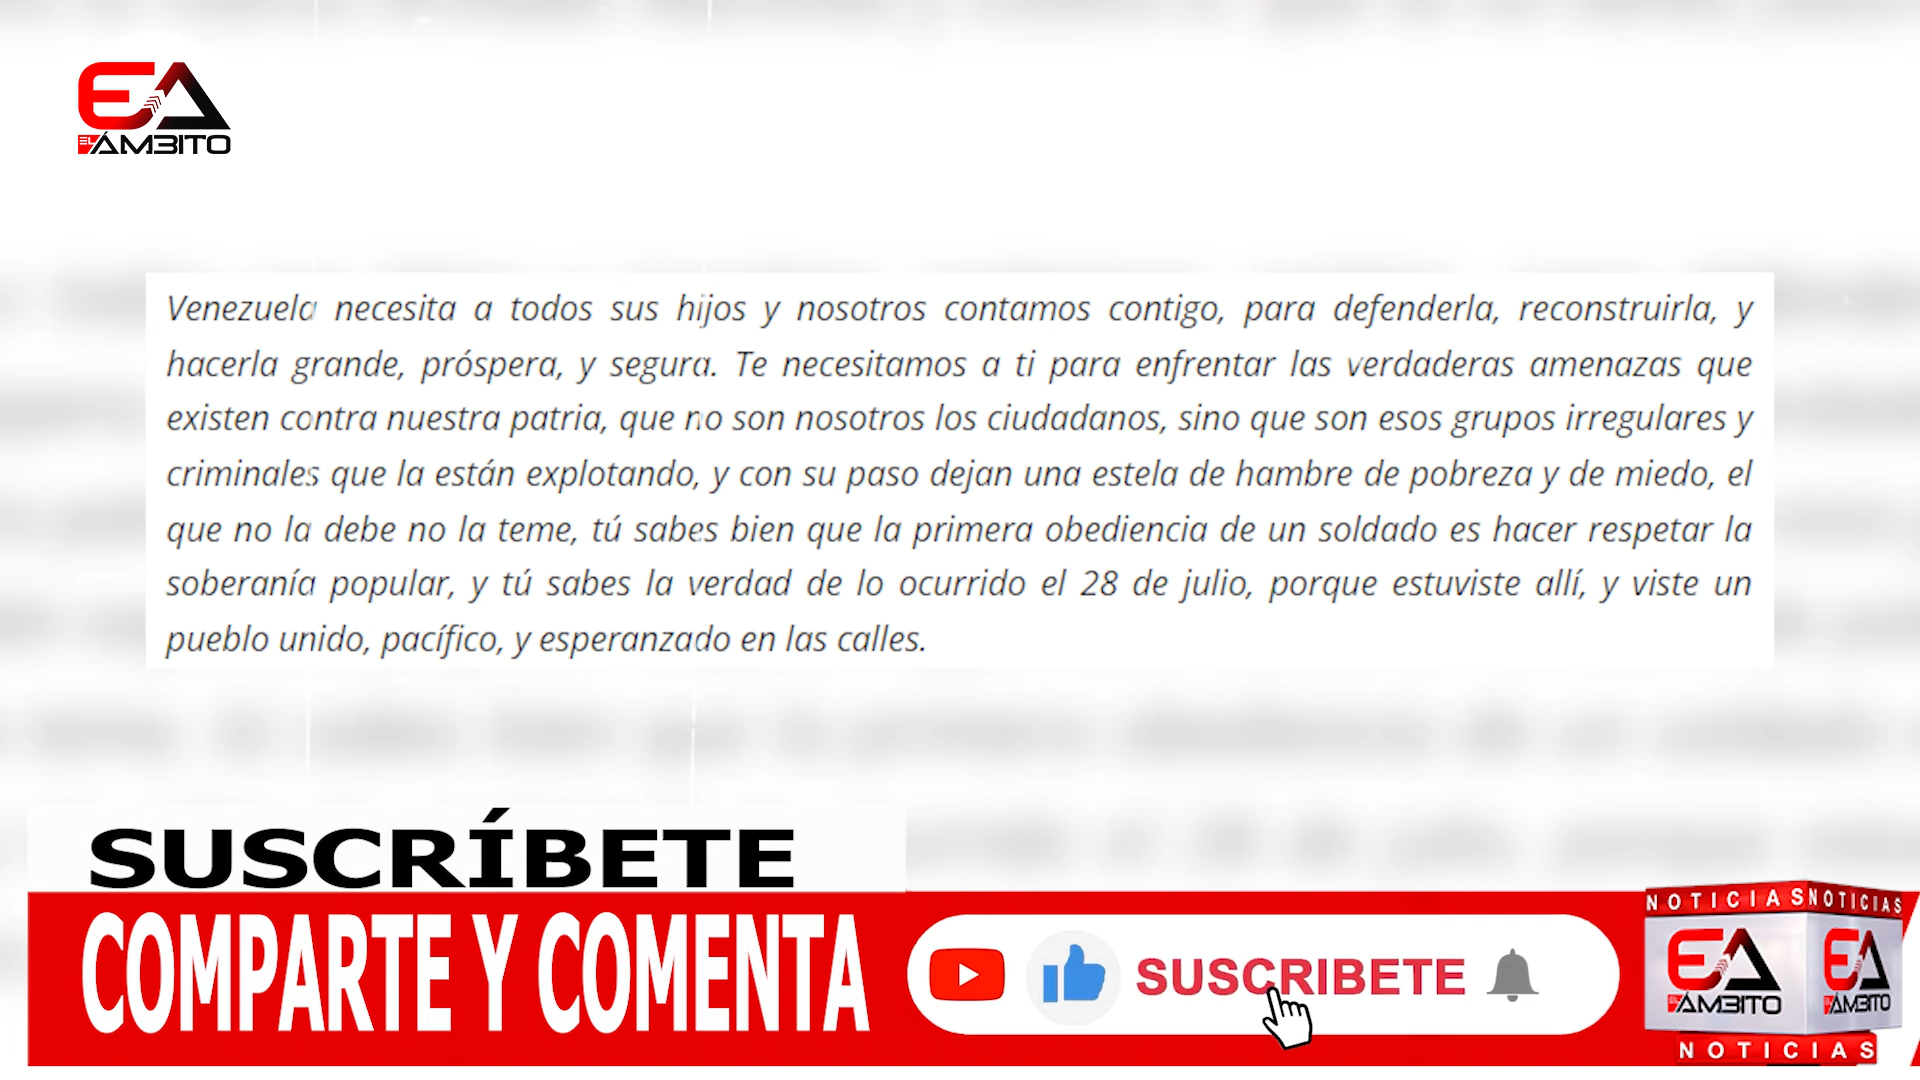 EA
EL ÁMBITO
Venezuela necesita a todos sus hijos y nosotros contamos contigo, para defenderla, reconstruirla, y
hacerla grande, próspera, y segura. Te necesitamos a ti para enfrentar las verdaderas amenazas que
existen contra nuestra patria, que no son nosotros los ciudadanos, sino que son esos grupos irregulares y
criminales que la están explotando, y con su paso dejan una estela de hambre de pobreza y de miedo, el
que no la debe no la teme, tú sabes bien que la primera obediencia de un soldado es hacer respetar la
soberanía popular, y tú sabes la verdad de lo ocurrido el 28 de julio, porque estuviste allí, y viste un
pueblo unido, pacífico, y esperanzado en las calles.
SUSCRÍBETE
COMPARTE Y COMENTA
SUSCRIBETE
NOTICIAS NOTICIAS
EA EA
EL ÁMBITO EL ÁMBITO
NOTICIAS